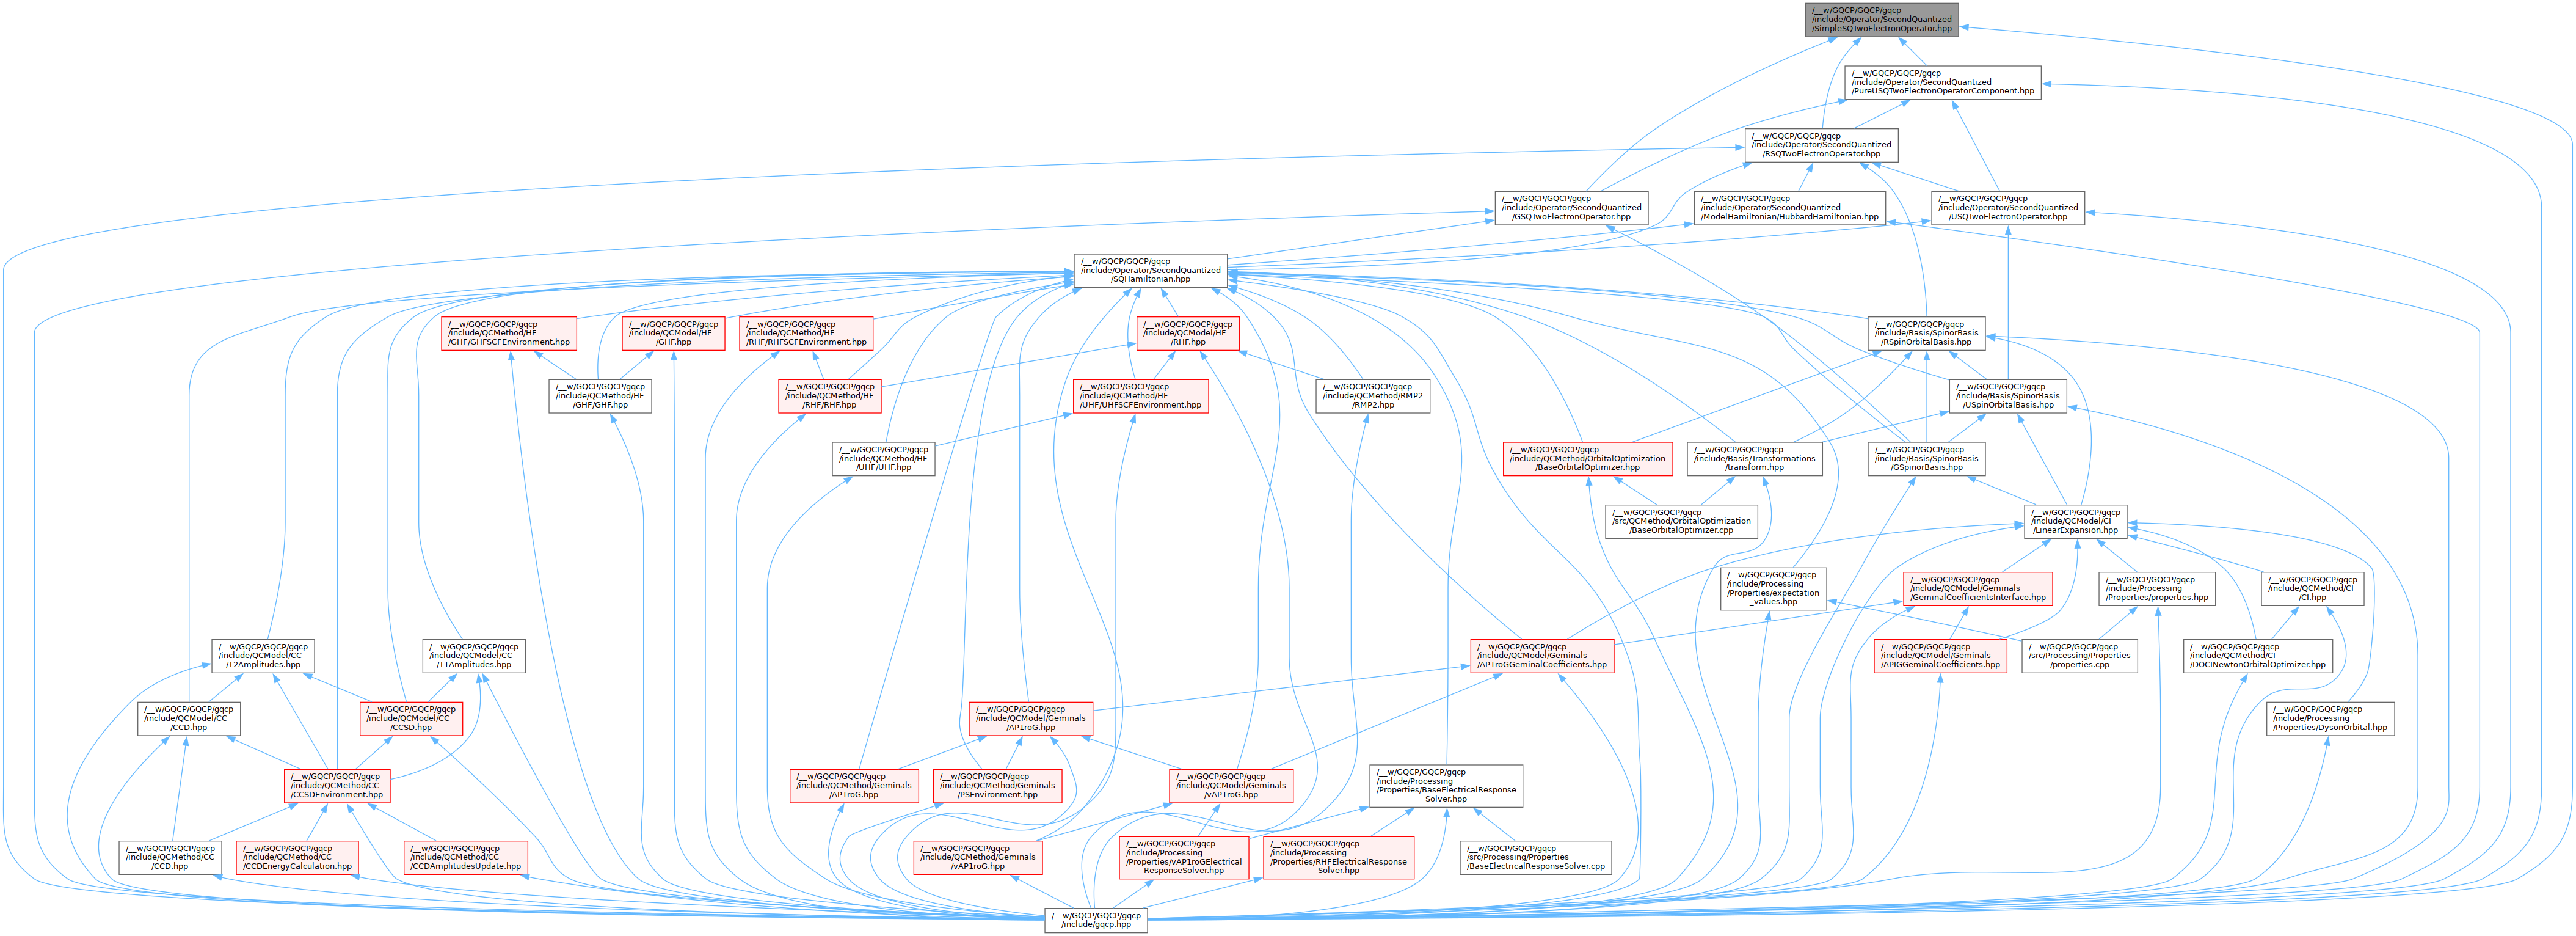 /__w/GQCP/GQCP/gqcp
/include/Operator/SecondQuantized
/SimpleSQTwoElectronOperator.hpp
/__w/GQCP/GQCP/gqcp
/include/Operator/SecondQuantized
/PureUSQTwoElectronOperatorComponent.hpp
/__w/GQCP/GQCP/gqcp
/include/Operator/SecondQuantized
/RSQTwoElectronOperator.hpp
/__w/GQCP/GQCP/gqcp
/include/Operator/SecondQuantized
/GSQTwoElectronOperator.hpp
/__w/GQCP/GQCP/gqcp
/include/Operator/SecondQuantized
/ModelHamiltonian/HubbardHamiltonian.hpp
/__w/GQCP/GQCP/gqcp
/include/Operator/SecondQuantized
/USQTwoElectronOperator.hpp
/__w/GQCP/GQCP/gqcp
/include/Operator/SecondQuantized
/SQHamiltonian.hpp
/__w/GQCP/GQCP/gqcp
/include/QCMethod/HF
/GHF/GHFSCFEnvironment.hpp
/__w/GQCP/GQCP/gqcp
/include/QCModel/HF
/GHF.hpp
/__w/GQCP/GQCP/gqcp
/include/QCMethod/HF
/RHF/RHFSCFEnvironment.hpp
/__w/GQCP/GQCP/gqcp
/include/QCModel/HF
/RHF.hpp
/__w/GQCP/GQCP/gqcp
/include/Basis/SpinorBasis
/RSpinOrbitalBasis.hpp
/__w/GQCP/GQCP/gqcp
/include/QCMethod/HF
/GHF/GHF.hpp
/__w/GQCP/GQCP/gqcp
/include/QCMethod/HF
/RHF/RHF.hpp
/__w/GQCP/GQCP/gqcp
/include/QCMethod/HF
/UHF/UHFSCFEnvironment.hpp
/__w/GQCP/GQCP/gqcp
/include/QCMethod/RMP2
/RMP2.hpp
/__w/GQCP/GQCP/gqcp
/include/Basis/SpinorBasis
/USpinOrbitalBasis.hpp
/__w/GQCP/GQCP/gqcp
/include/QCMethod/HF
/UHF/UHF.hpp
/__w/GQCP/GQCP/gqcp
/include/QCMethod/OrbitalOptimization
/BaseOrbitalOptimizer.hpp
/__w/GQCP/GQCP/gqcp
/include/Basis/Transformations
/transform.hpp
/__w/GQCP/GQCP/gqcp
/include/Basis/SpinorBasis
/GSpinorBasis.hpp
/__w/GQCP/GQCP/gqcp
/src/QCMethod/OrbitalOptimization
/BaseOrbitalOptimizer.cpp
/__w/GQCP/GQCP/gqcp
/include/QCModel/CI
/LinearExpansion.hpp
/__w/GQCP/GQCP/gqcp
/include/Processing
/Properties/expectation
_values.hpp
/__w/GQCP/GQCP/gqcp
/include/QCModel/Geminals
/GeminalCoefficientsInterface.hpp
/__w/GQCP/GQCP/gqcp
/include/Processing
/Properties/properties.hpp
/__w/GQCP/GQCP/gqcp
/include/QCMethod/CI
/CI.hpp
/__w/GQCP/GQCP/gqcp
/include/QCModel/CC
/T2Amplitudes.hpp
/__w/GQCP/GQCP/gqcp
/include/QCModel/CC
/T1Amplitudes.hpp
/__w/GQCP/GQCP/gqcp
/include/QCModel/Geminals
/AP1roGGeminalCoefficients.hpp
/__w/GQCP/GQCP/gqcp
/include/QCModel/Geminals
/APIGGeminalCoefficients.hpp
/__w/GQCP/GQCP/gqcp
/src/Processing/Properties
/properties.cpp
/__w/GQCP/GQCP/gqcp
/include/QCMethod/CI
/DOCINewtonOrbitalOptimizer.hpp
/__w/GQCP/GQCP/gqcp
/include/QCModel/CC
/CCD.hpp
/__w/GQCP/GQCP/gqcp
/include/QCModel/CC
/CCSD.hpp
/__w/GQCP/GQCP/gqcp
/include/QCModel/Geminals
/AP1roG.hpp
/__w/GQCP/GQCP/gqcp
/include/Processing
/Properties/DysonOrbital.hpp
/__w/GQCP/GQCP/gqcp
/include/QCMethod/CC
/CCSDEnvironment.hpp
/__w/GQCP/GQCP/gqcp
/include/QCMethod/Geminals
/AP1roG.hpp
/__w/GQCP/GQCP/gqcp
/include/QCMethod/Geminals
/PSEnvironment.hpp
/__w/GQCP/GQCP/gqcp
/include/QCModel/Geminals
/vAP1roG.hpp
/__w/GQCP/GQCP/gqcp
/include/Processing
/Properties/BaseElectricalResponse
Solver.hpp
/__w/GQCP/GQCP/gqcp
/include/QCMethod/CC
/CCD.hpp
/__w/GQCP/GQCP/gqcp
/include/QCMethod/CC
/CCDEnergyCalculation.hpp
/__w/GQCP/GQCP/gqcp
/include/QCMethod/CC
/CCDAmplitudesUpdate.hpp
/__w/GQCP/GQCP/gqcp
/include/QCMethod/Geminals
/vAP1roG.hpp
/__w/GQCP/GQCP/gqcp
/include/Processing
/Properties/vAP1roGElectrical
ResponseSolver.hpp
/__w/GQCP/GQCP/gqcp
/include/Processing
/Properties/RHFElectricalResponse
Solver.hpp
/__w/GQCP/GQCP/gqcp
/src/Processing/Properties
/BaseElectricalResponseSolver.cpp
/__w/GQCP/GQCP/gqcp
/include/gqcp.hpp